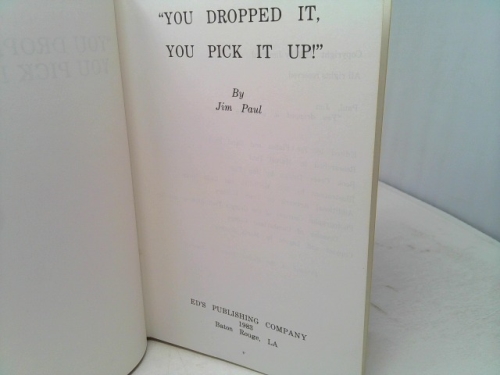 "YOU DROPPED IT,
YOU PICK IT UP!"
By
Jim Paul
ED'S PUBLISHING COMPANY
1983
Baton Rouge, LA